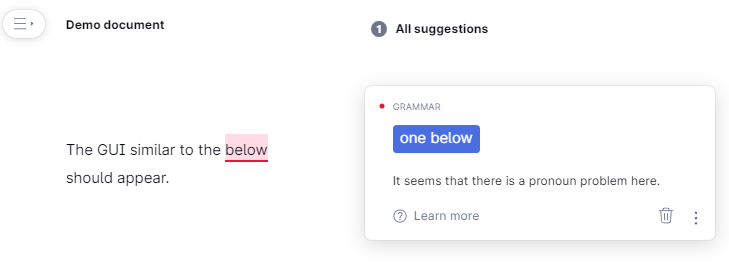 Demo document
1 All suggestions
GRAMMAR
one below
The GUI similar to the below
should appear.
It seems that there is a pronoun problem here.
Learn more